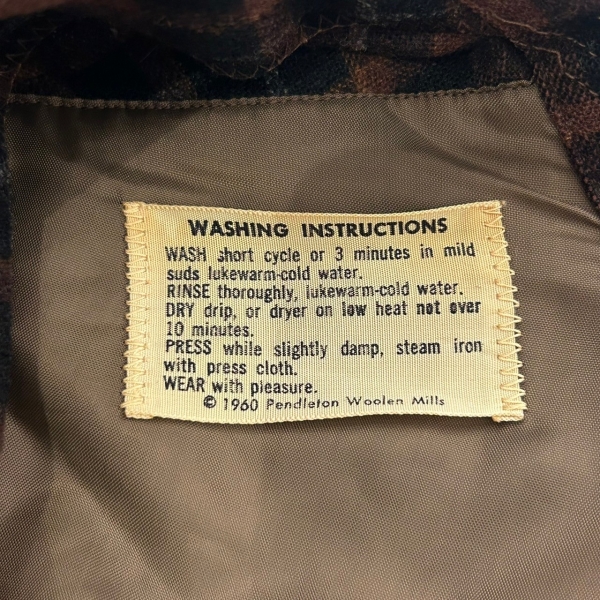 WASHING INSTRUCTIONS
WASH short cycle or 3 minutes in mild
suds lukewarm-cold water.
RINSE thoroughly, lukewarm-cold water.
DRY drip, or dryer on low heat not over
10 minutes.
PRESS while slightly damp, steam iron
with press cloth.
WEAR with pleasure.
© 1960 Pendleton Woolen Mills